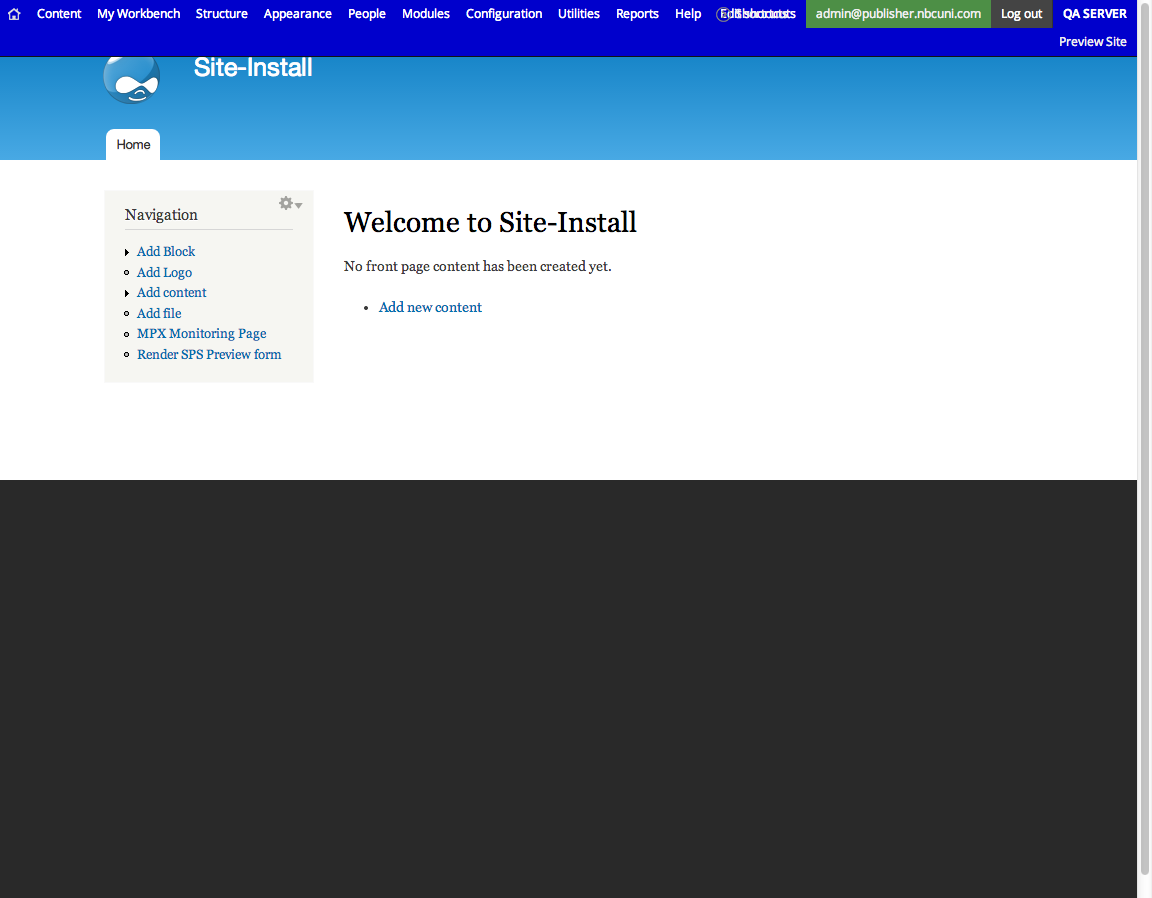 Content My Workbench Structure Appearance People Modules Configuration Utilities Reports Help Edit shortcuts admin@publisher.nbcuni.com Log out QA SERVER
Preview Site
Site-Install
Home
Navigation
Add Block
Add Logo
Add content
Add file
MPX Monitoring Page
Render SPS Preview form
Welcome to Site-Install
No front page content has been created yet.
Add new content